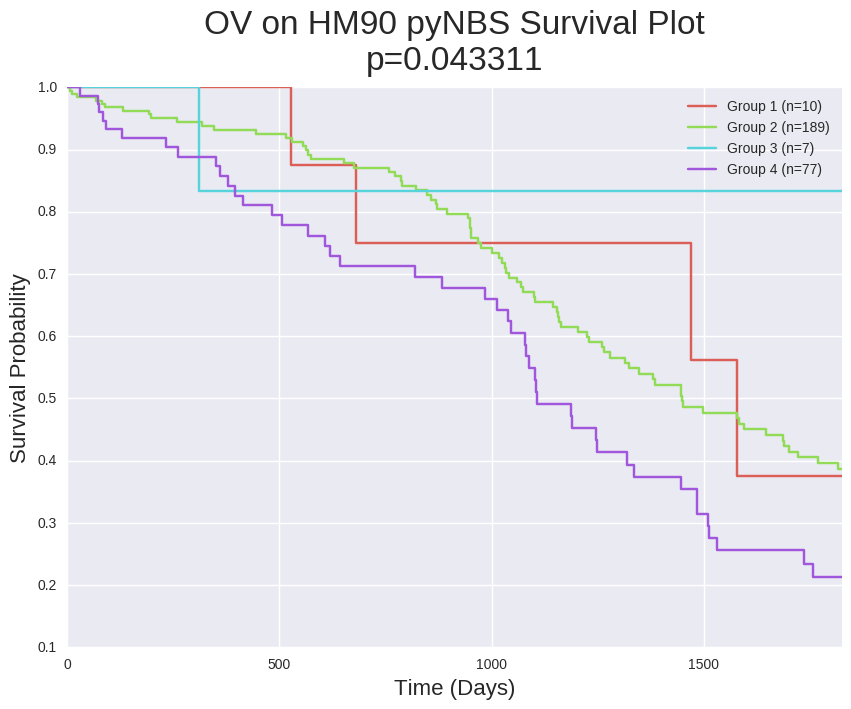 OV on HM90 pyNBS Survival Plot
p=0.043311
Group 1 (n=10)
Group 2 (n=189)
Group 3 (n=7)
Group 4 (n=77)
Survival Probability
1.0
0.9
0.8
0.7
0.6
0.5
0.4
0.3
0.2
0.1
0 500 1000 1500
Time (Days)